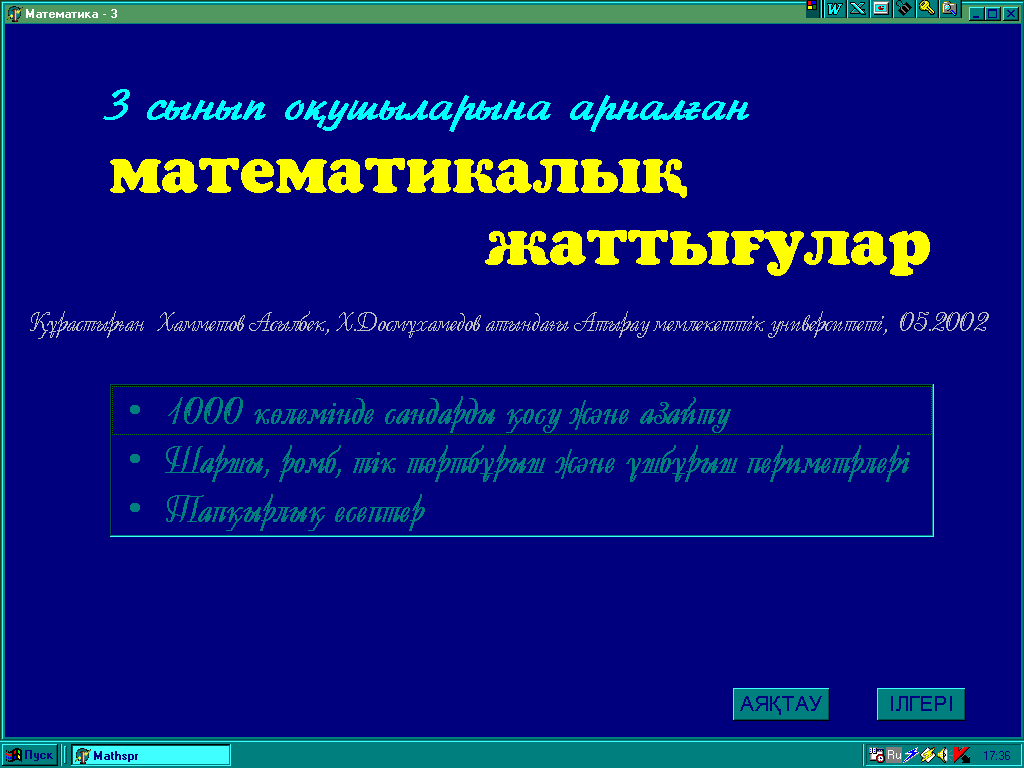 Математика - 3
3 сынып оқушыларына арналған
математикалық
жаттығулар
Құрастырған Хамметов Асылбек, Х.Досмұхамедов атындағы Атырау мемлекеттік университеті, 05.2002
• 1000 көлемінде сандарды қосу және азайту
• Шаршы, ромб, тік төртбұрыш және үшбұрыш периметрлері
• Тапқырлық есептер
АЯҚТАУ ІЛГЕРІ
Пуск Mathspr Ru 17:36